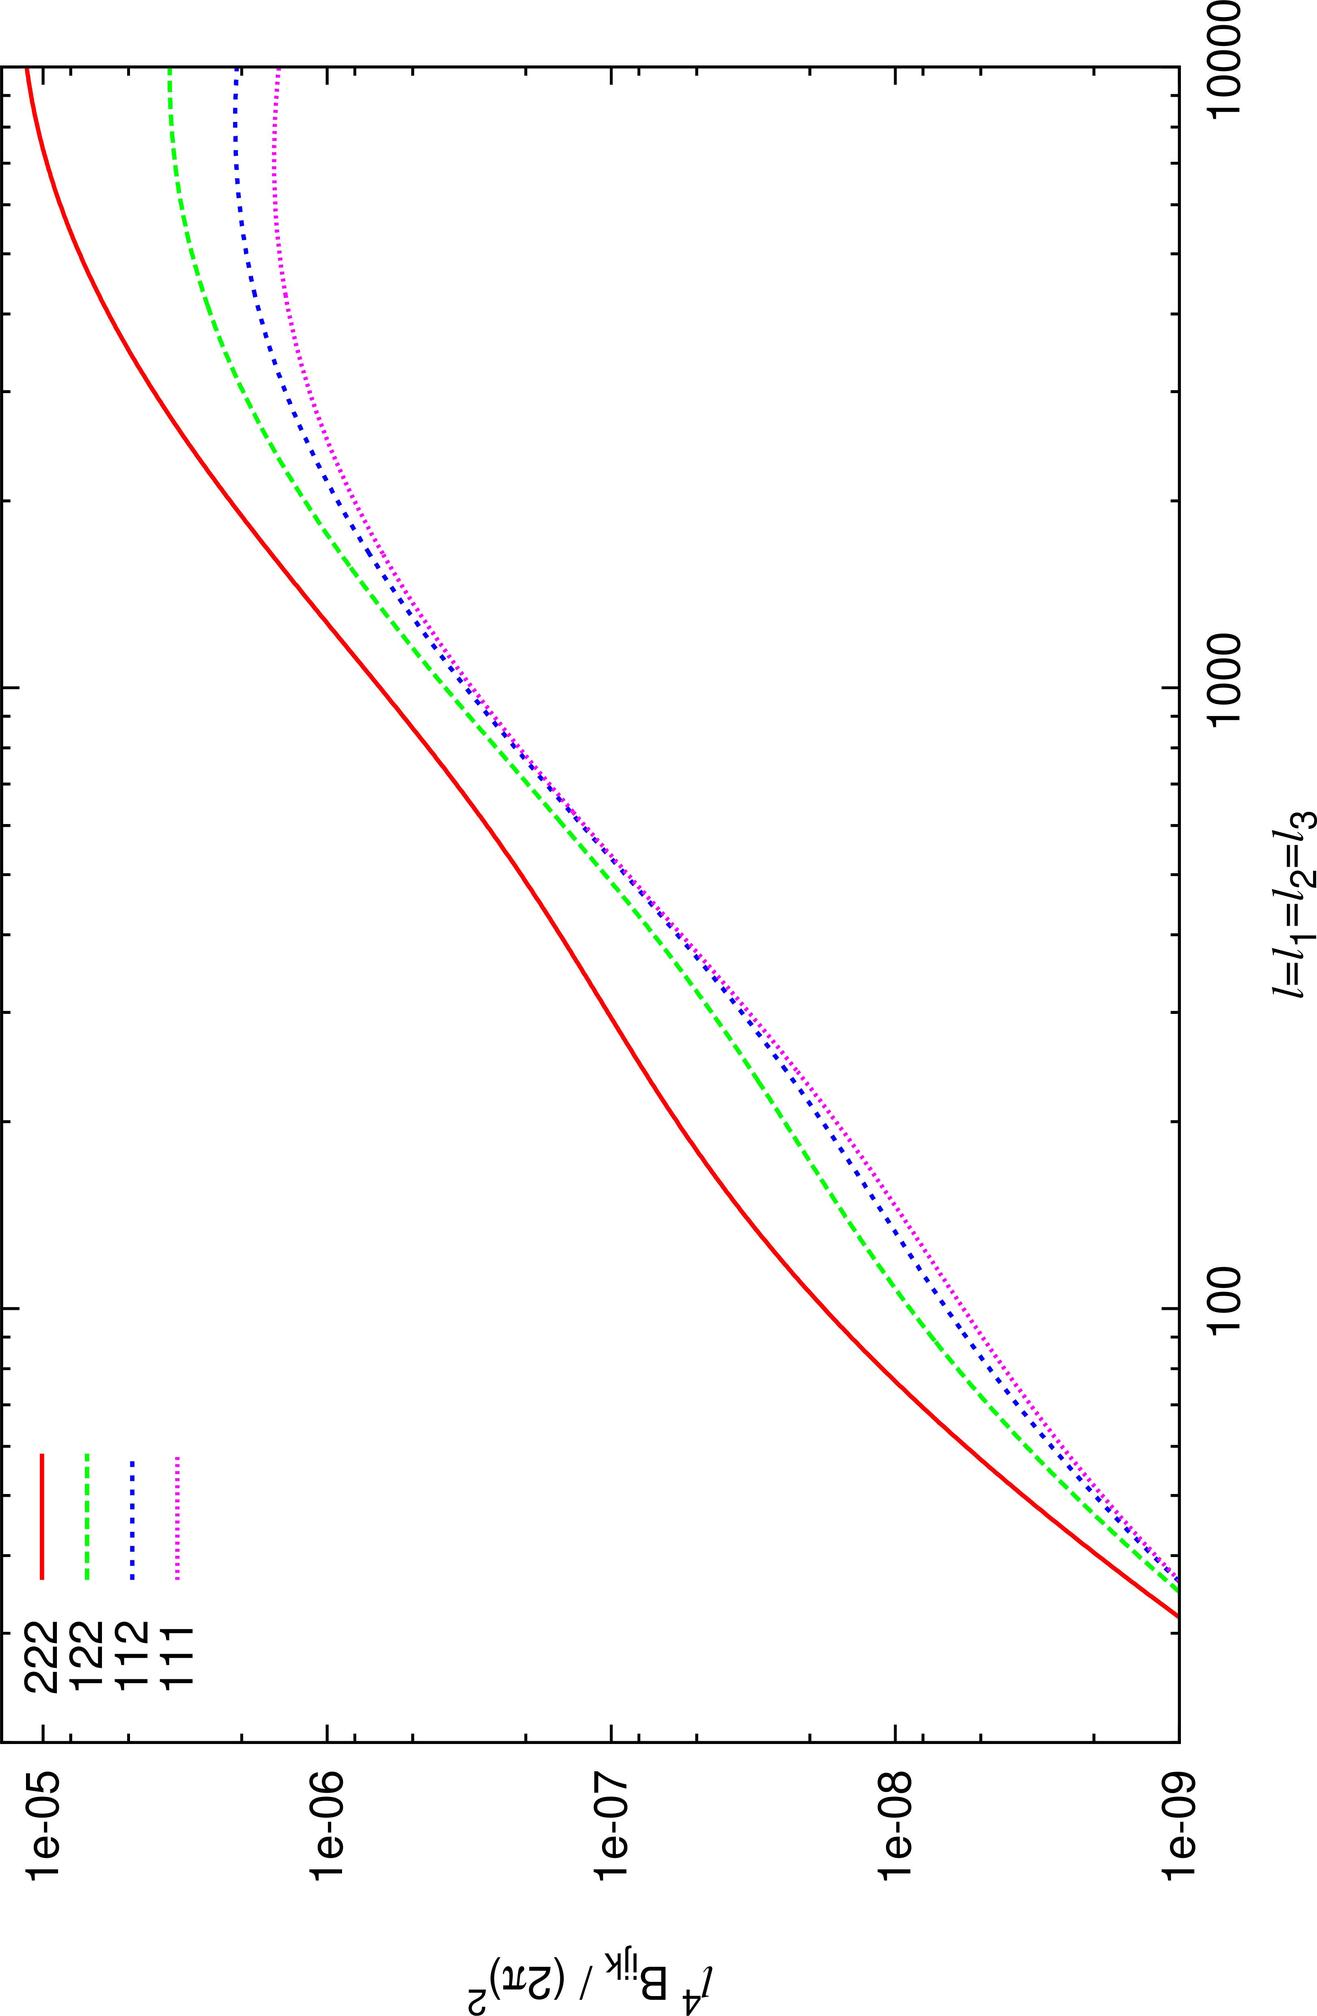 222
122
112
111
1e-05
1e-06
1e-07
1e-08
1e-09
l⁴ Bᵢⱼₖ / (2π)²
100
1000
10000
l=l₁=l₂=l₃